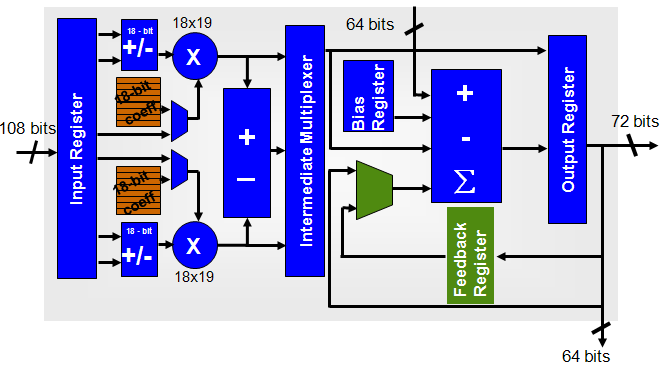 64 bits
18x19
18 - bit
+/-
X
18-bit
coeff
108 bits
Input Register
+
−
Intermediate Multiplexer
Bias
Register
+
-
Σ
Output Register
72 bits
18-bit
coeff
18 - bit
+/-
X
18x19
Feedback
Register
64 bits